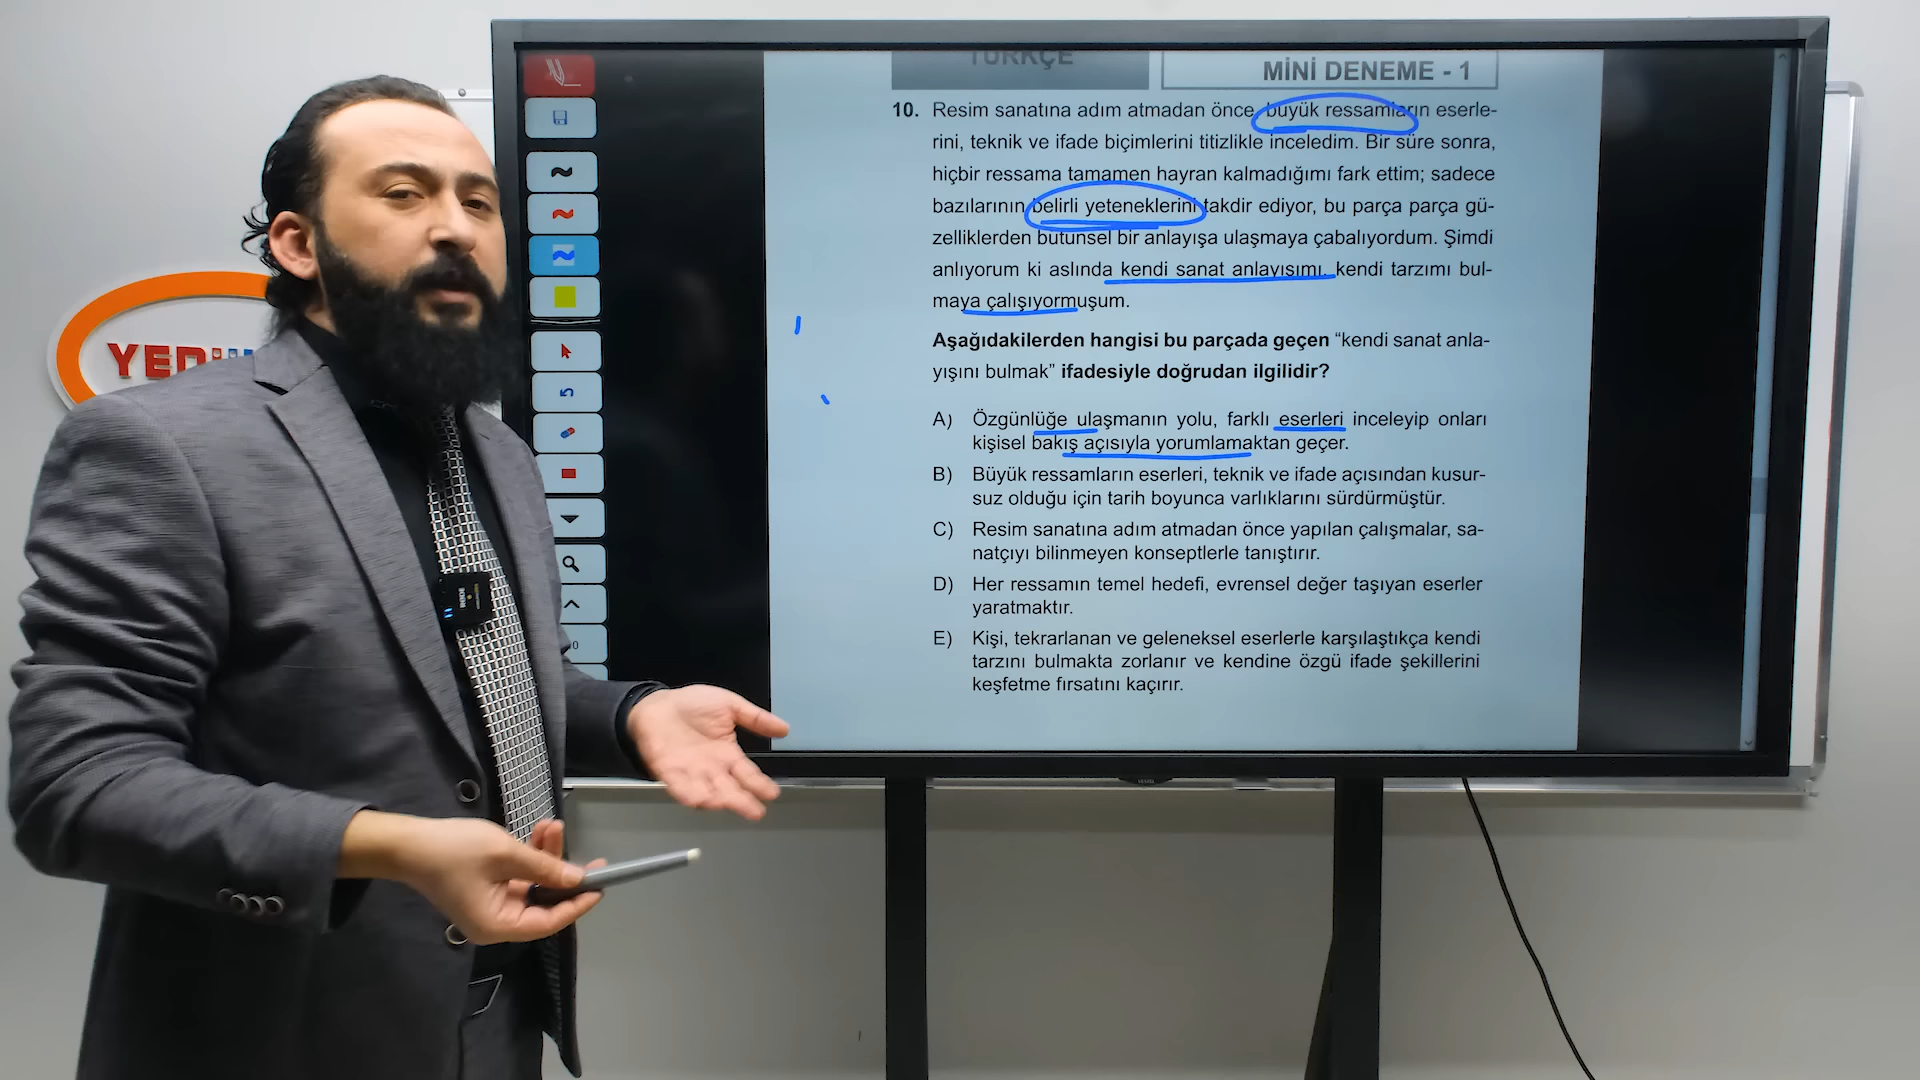 TÜRKÇE
MİNİ DENEME - 1
10. Resim sanatına adım atmadan önce, büyük ressamların eserle-
rini, teknik ve ifade biçimlerini titizlikle inceledim. Bir süre sonra,
hiçbir ressama tamamen hayran kalmadığımı fark ettim; sadece
bazılarının belirli yeteneklerini takdir ediyor, bu parça parça gü-
zelliklerden bütünsel bir anlayışa ulaşmaya çabalıyordum. Şimdi
anlıyorum ki aslında kendi sanat anlayışımı, kendi tarzımı bul-
maya çalışıyormuşum.
Aşağıdakilerden hangisi bu parçada geçen “kendi sanat anla-
yışını bulmak” ifadesiyle doğrudan ilgilidir?
A) Özgünlüğe ulaşmanın yolu, farklı eserleri inceleyip onları
kişisel bakış açısıyla yorumlamaktan geçer.
B) Büyük ressamların eserleri, teknik ve ifade açısından kusur-
suz olduğu için tarih boyunca varlıklarını sürdürmüştür.
C) Resim sanatına adım atmadan önce yapılan çalışmalar, sa-
natçıyı bilinmeyen konseptlerle tanıştırır.
D) Her ressamın temel hedefi, evrensel değer taşıyan eserler
yaratmaktır.
E) Kişi, tekrarlanan ve geleneksel eserlerle karşılaştıkça kendi
tarzını bulmakta zorlanır ve kendine özgü ifade şekillerini
keşfetme fırsatını kaçırır.
RØDE